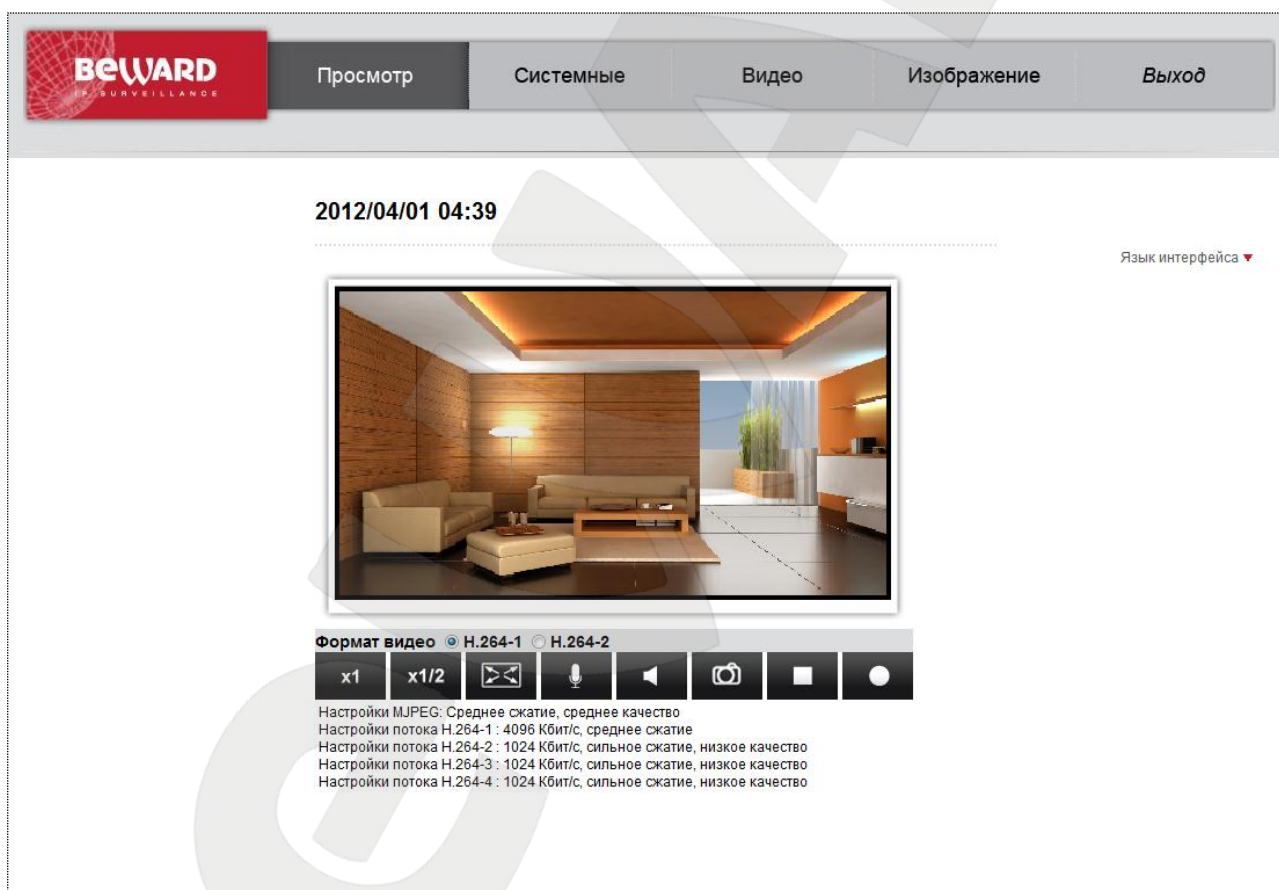 BEWARD
IP SURVEILLANCE
Просмотр
Системные
Видео
Изображение
Выход
2012/04/01 04:39
Язык интерфейса
Формат видео H.264-1 H.264-2
x1 x1/2
Настройки MJPEG: Среднее сжатие, среднее качество
Настройки потока H.264-1 : 4096 Кбит/с, среднее сжатие
Настройки потока H.264-2 : 1024 Кбит/с, сильное сжатие, низкое качество
Настройки потока H.264-3 : 1024 Кбит/с, сильное сжатие, низкое качество
Настройки потока H.264-4 : 1024 Кбит/с, сильное сжатие, низкое качество